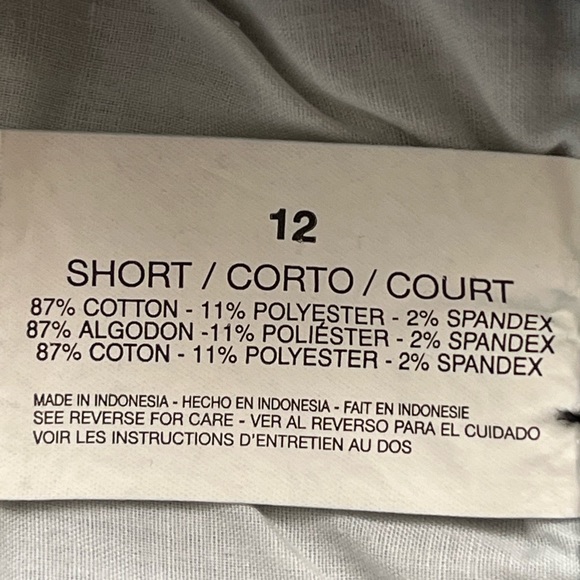 12
SHORT / CORTO / COURT
87% COTTON - 11% POLYESTER - 2% SPANDEX
87% ALGODON -11% POLIÉSTER - 2% SPANDEX
87% COTON - 11% POLYESTER - 2% SPANDEX
MADE IN INDONESIA - HECHO EN INDONESIA - FAIT EN INDONESIE
SEE REVERSE FOR CARE - VER AL REVERSO PARA EL CUIDADO
VOIR LES INSTRUCTIONS D'ENTRETIEN AU DOS